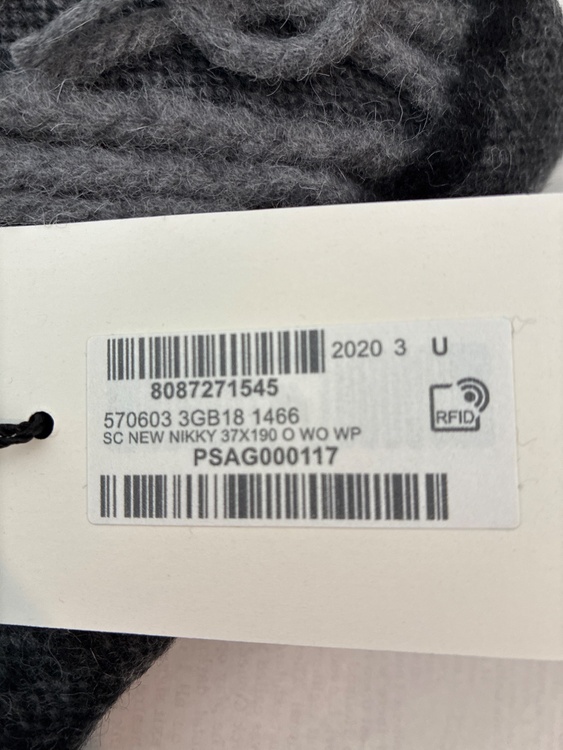 2020 3 U
8087271545
RFID
570603 3GB18 1466
SC NEW NIKKY 37X190 O WO WP
PSAG000117